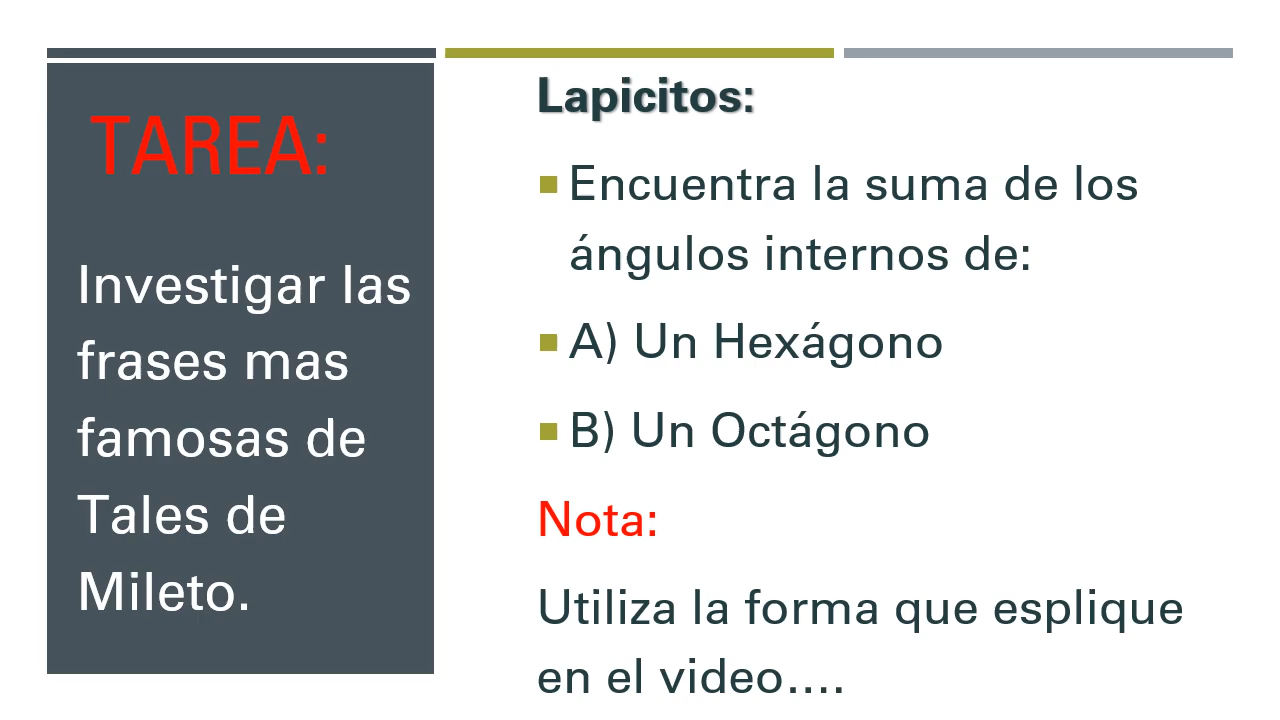 TAREA:
Investigar las
frases mas
famosas de
Tales de
Mileto.
Lapicitos:
Encuentra la suma de los
ángulos internos de:
A) Un Hexágono
B) Un Octágono
Nota:
Utiliza la forma que esplique
en el video....